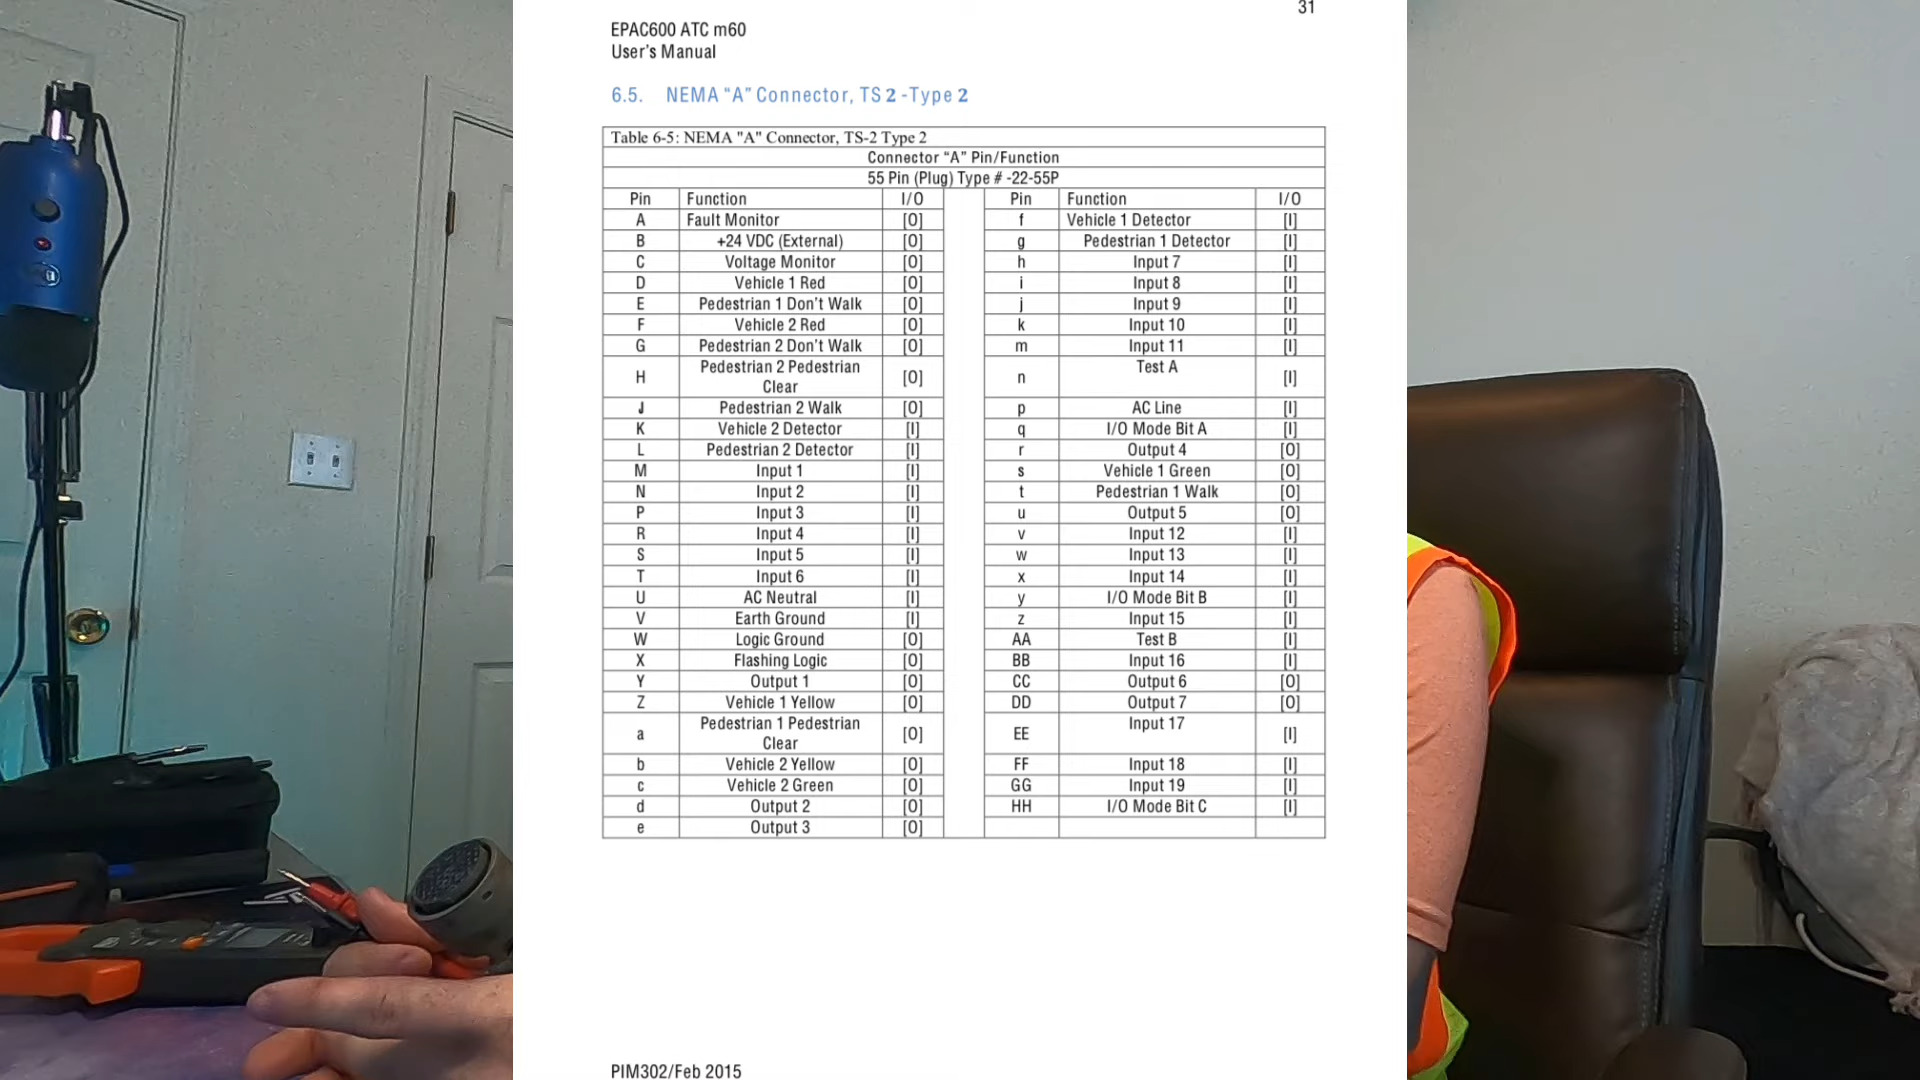 31
EPAC600 ATC m60
User's Manual
6.5. NEMA "A" Connector, TS 2 -Type 2
Table 6-5: NEMA "A" Connector, TS-2 Type 2
Connector "A" Pin/Function
55 Pin (Plug) Type # -22-55P
Pin Function I/O Pin Function I/O
A Fault Monitor [O] f Vehicle 1 Detector [I]
B +24 VDC (External) [O] g Pedestrian 1 Detector [I]
C Voltage Monitor [O] h Input 7 [I]
D Vehicle 1 Red [O] i Input 8 [I]
E Pedestrian 1 Don't Walk [O] j Input 9 [I]
F Vehicle 2 Red [O] k Input 10 [I]
G Pedestrian 2 Don't Walk [O] m Input 11 [I]
H Pedestrian 2 Pedestrian Clear [O] n Test A [I]
J Pedestrian 2 Walk [O] p AC Line [I]
K Vehicle 2 Detector [I] q I/O Mode Bit A [I]
L Pedestrian 2 Detector [I] r Output 4 [O]
M Input 1 [I] s Vehicle 1 Green [O]
N Input 2 [I] t Pedestrian 1 Walk [O]
P Input 3 [I] u Output 5 [O]
R Input 4 [I] v Input 12 [I]
S Input 5 [I] w Input 13 [I]
T Input 6 [I] x Input 14 [I]
U AC Neutral [I] y I/O Mode Bit B [I]
V Earth Ground [I] z Input 15 [I]
W Logic Ground [O] AA Test B [I]
X Flashing Logic [O] BB Input 16 [I]
Y Output 1 [O] CC Output 6 [O]
Z Vehicle 1 Yellow [O] DD Output 7 [O]
a Pedestrian 1 Pedestrian Clear [O] EE Input 17 [I]
b Vehicle 2 Yellow [O] FF Input 18 [I]
c Vehicle 2 Green [O] GG Input 19 [I]
d Output 2 [O] HH I/O Mode Bit C [I]
e Output 3 [O]
PIM302/Feb 2015